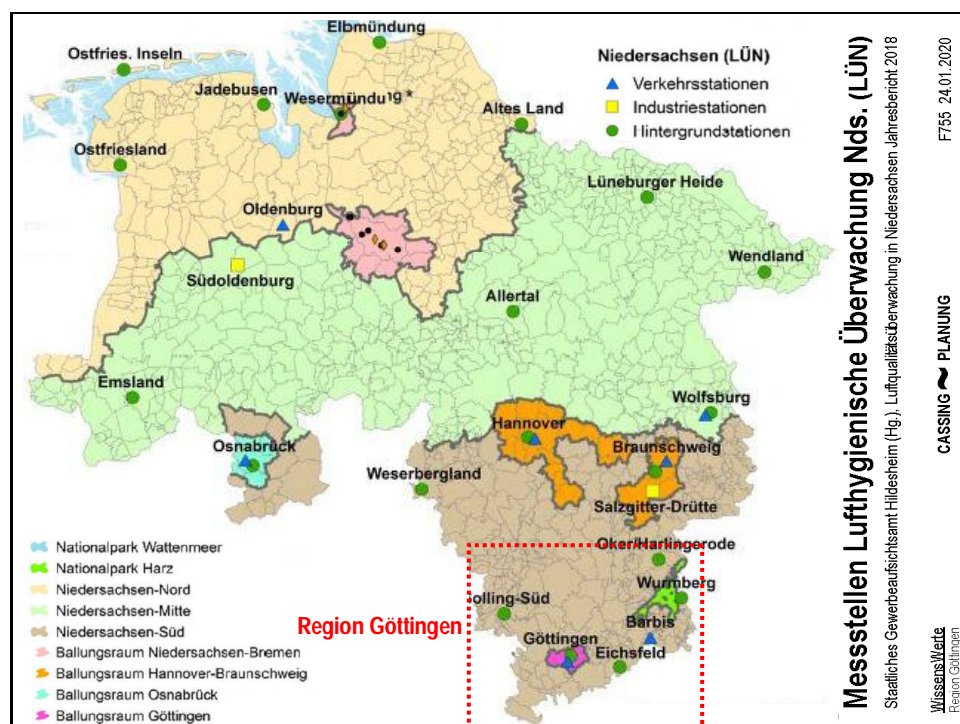 Elbmündung
Ostfries. Inseln
Jadebusen
Wesermündung *
Altes Land
Ostfriesland
Niedersachsen (LÜN)
Verkehrsstationen
Industriestationen
Hintergrundstationen
Lüneburger Heide
Oldenburg
Wendland
Südoldenburg
Allertal
Emsland
Wolfsburg
Hannover
Osnabrück
Braunschweig
Weserbergland
Salzgitter-Drütte
Oker/Harlingerode
Wurmberg
olling-Süd
Barbis
Region Göttingen
Göttingen
Eichsfeld
Nationalpark Wattenmeer
Nationalpark Harz
Niedersachsen-Nord
Niedersachsen-Mitte
Niedersachsen-Süd
Ballungsraum Niedersachsen-Bremen
Ballungsraum Hannover-Braunschweig
Ballungsraum Osnabrück
Ballungsraum Göttingen
Messstellen Lufthygienische Überwachung Nds. (LÜN)
Staatliches Gewerbeaufsichtsamt Hildesheim (Hg.), Luftqualitätsüberwachung in Niedersachsen Jahresbericht 2018
WissensWerte
Region Göttingen
CASSING PLANUNG
F755 24.01.2020